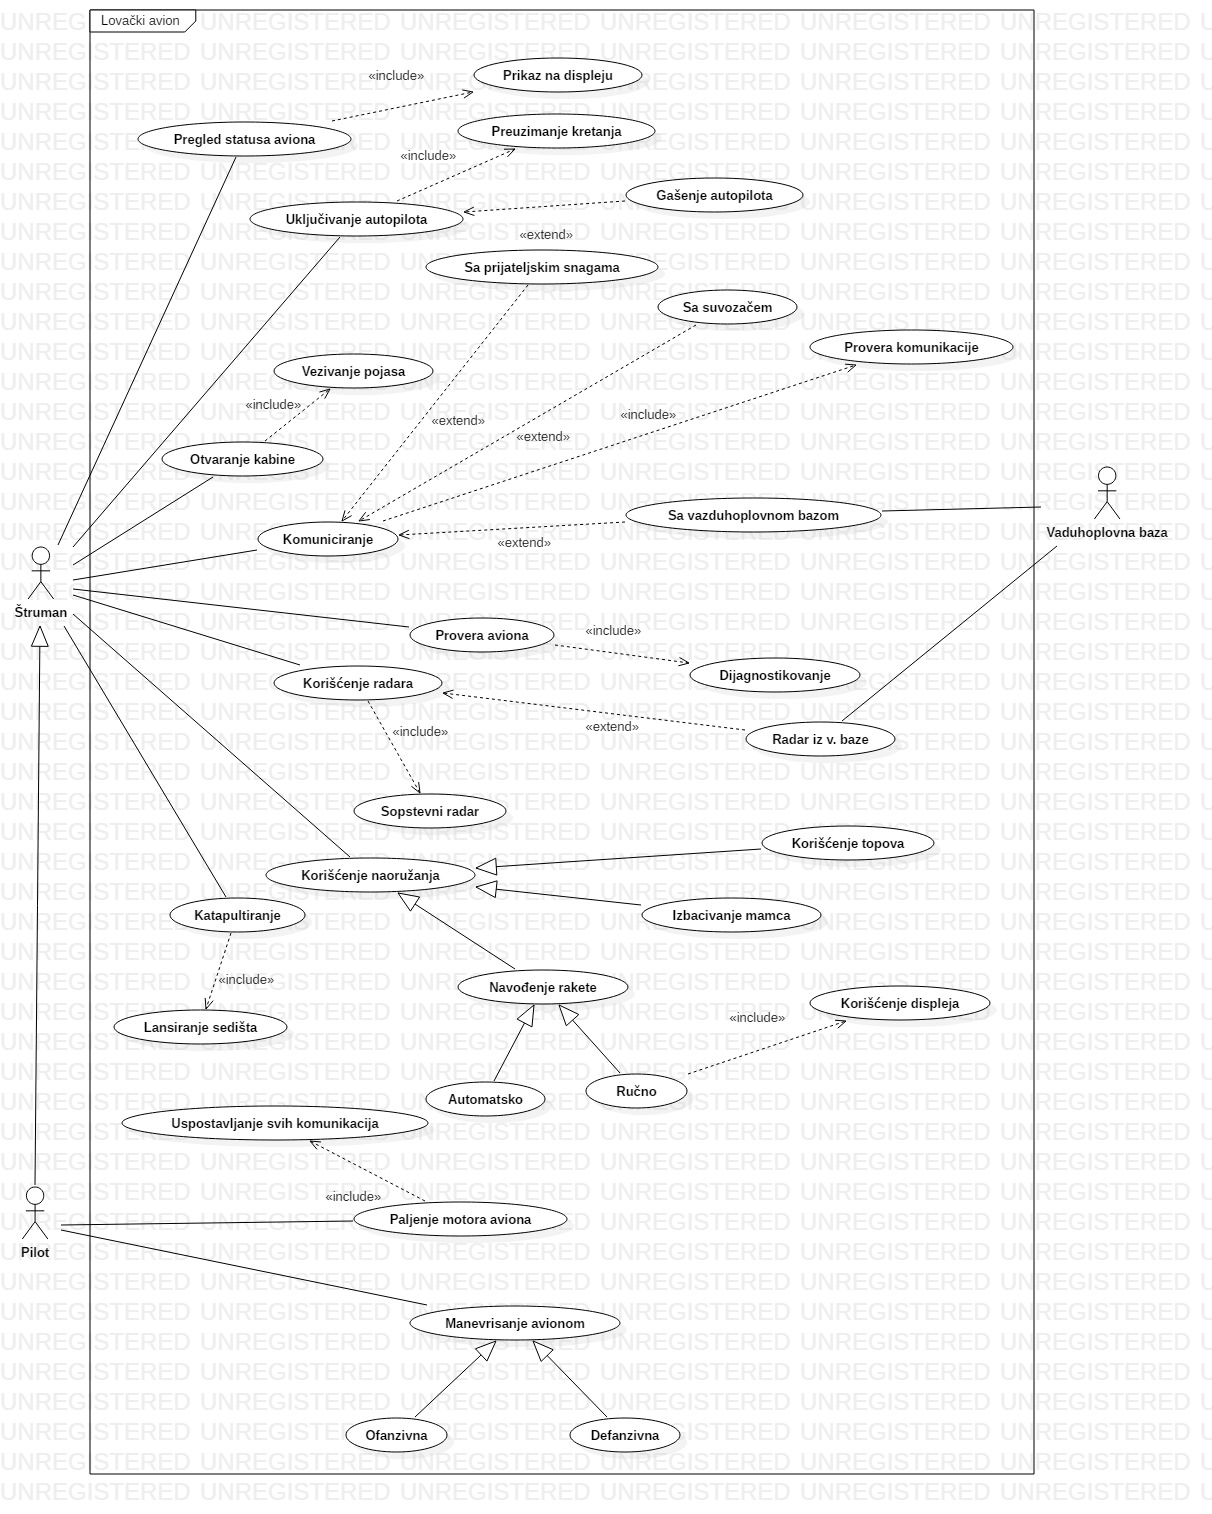 Lovački avion
«include»
Prikaz na displeju
Pregled statusa aviona
Preuzimanje kretanja
«include»
Gašenje autopilota
Uključivanje autopilota
«extend»
Sa prijateljskim snagama
Sa suvozačem
Provera komunikacije
Vezivanje pojasa
«include»
«extend»
«include»
«extend»
Otvaranje kabine
Sa vazduhoplovnom bazom
Vaduhoplovna baza
Komuniciranje
«extend»
Štruman
Provera aviona
«include»
Dijagnostikovanje
Korišćenje radara
«include»
«extend»
Radar iz v. baze
Sopstevni radar
Korišćenje topova
Korišćenje naoružanja
Katapultiranje
Izbacivanje mamca
«include»
Navođenje rakete
Korišćenje displeja
«include»
Lansiranje sedišta
Automatsko
Ručno
Uspostavljanje svih komunikacija
«include»
Paljenje motora aviona
Pilot
Manevrisanje avionom
Ofanzivna
Defanzivna
UNREGISTERED